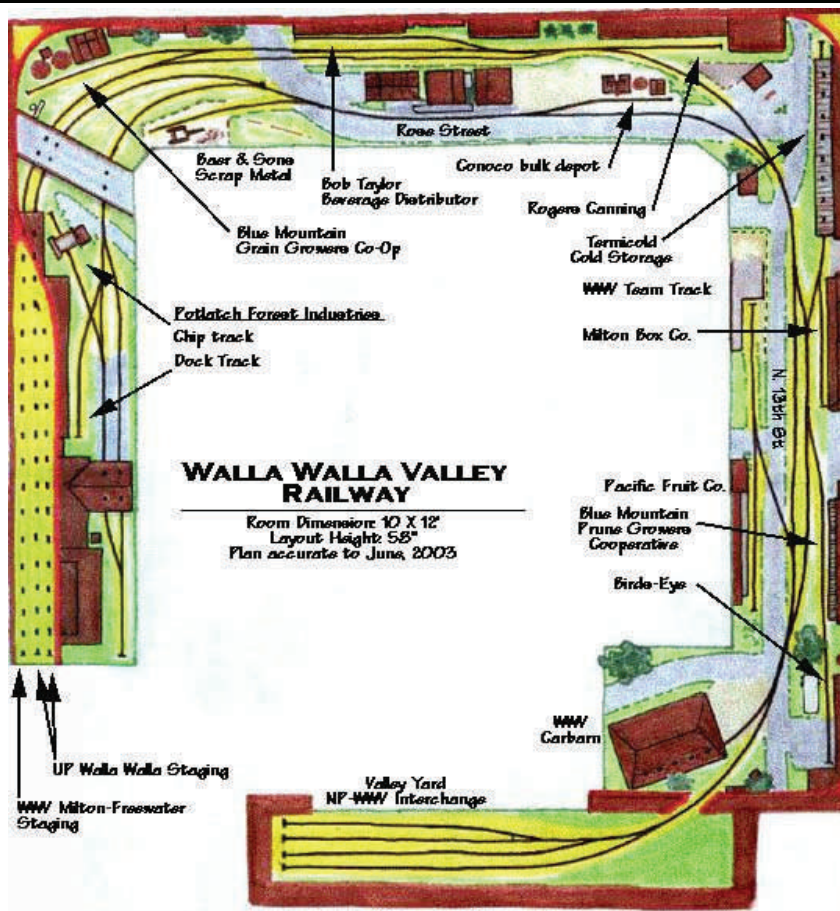 Rose Street
Baer & Sons
Scrap Metal
Bob Taylor
Beverage Distributor
Conoco bulk depot
Rogers Canning
Blue Mountain
Grain Growers Co-Op
Termicold
Cold Storage
WWV Team Track
Potlatch Forest Industries
Chip track
Dock Track
Milton Box Co.
N. 13th St
WALLA WALLA VALLEY
RAILWAY
Room Dimension: 10 X 12'
Layout Height: 58"
Plan accurate to June, 2003
Pacific Fruit Co.
Blue Mountain
Prune Growers
Cooperative
Birds-Eye
WWV
Carbarn
UP Walla Walla Staging
WWV Milton-Freewater
Staging
Valley Yard
NP-WWV Interchange